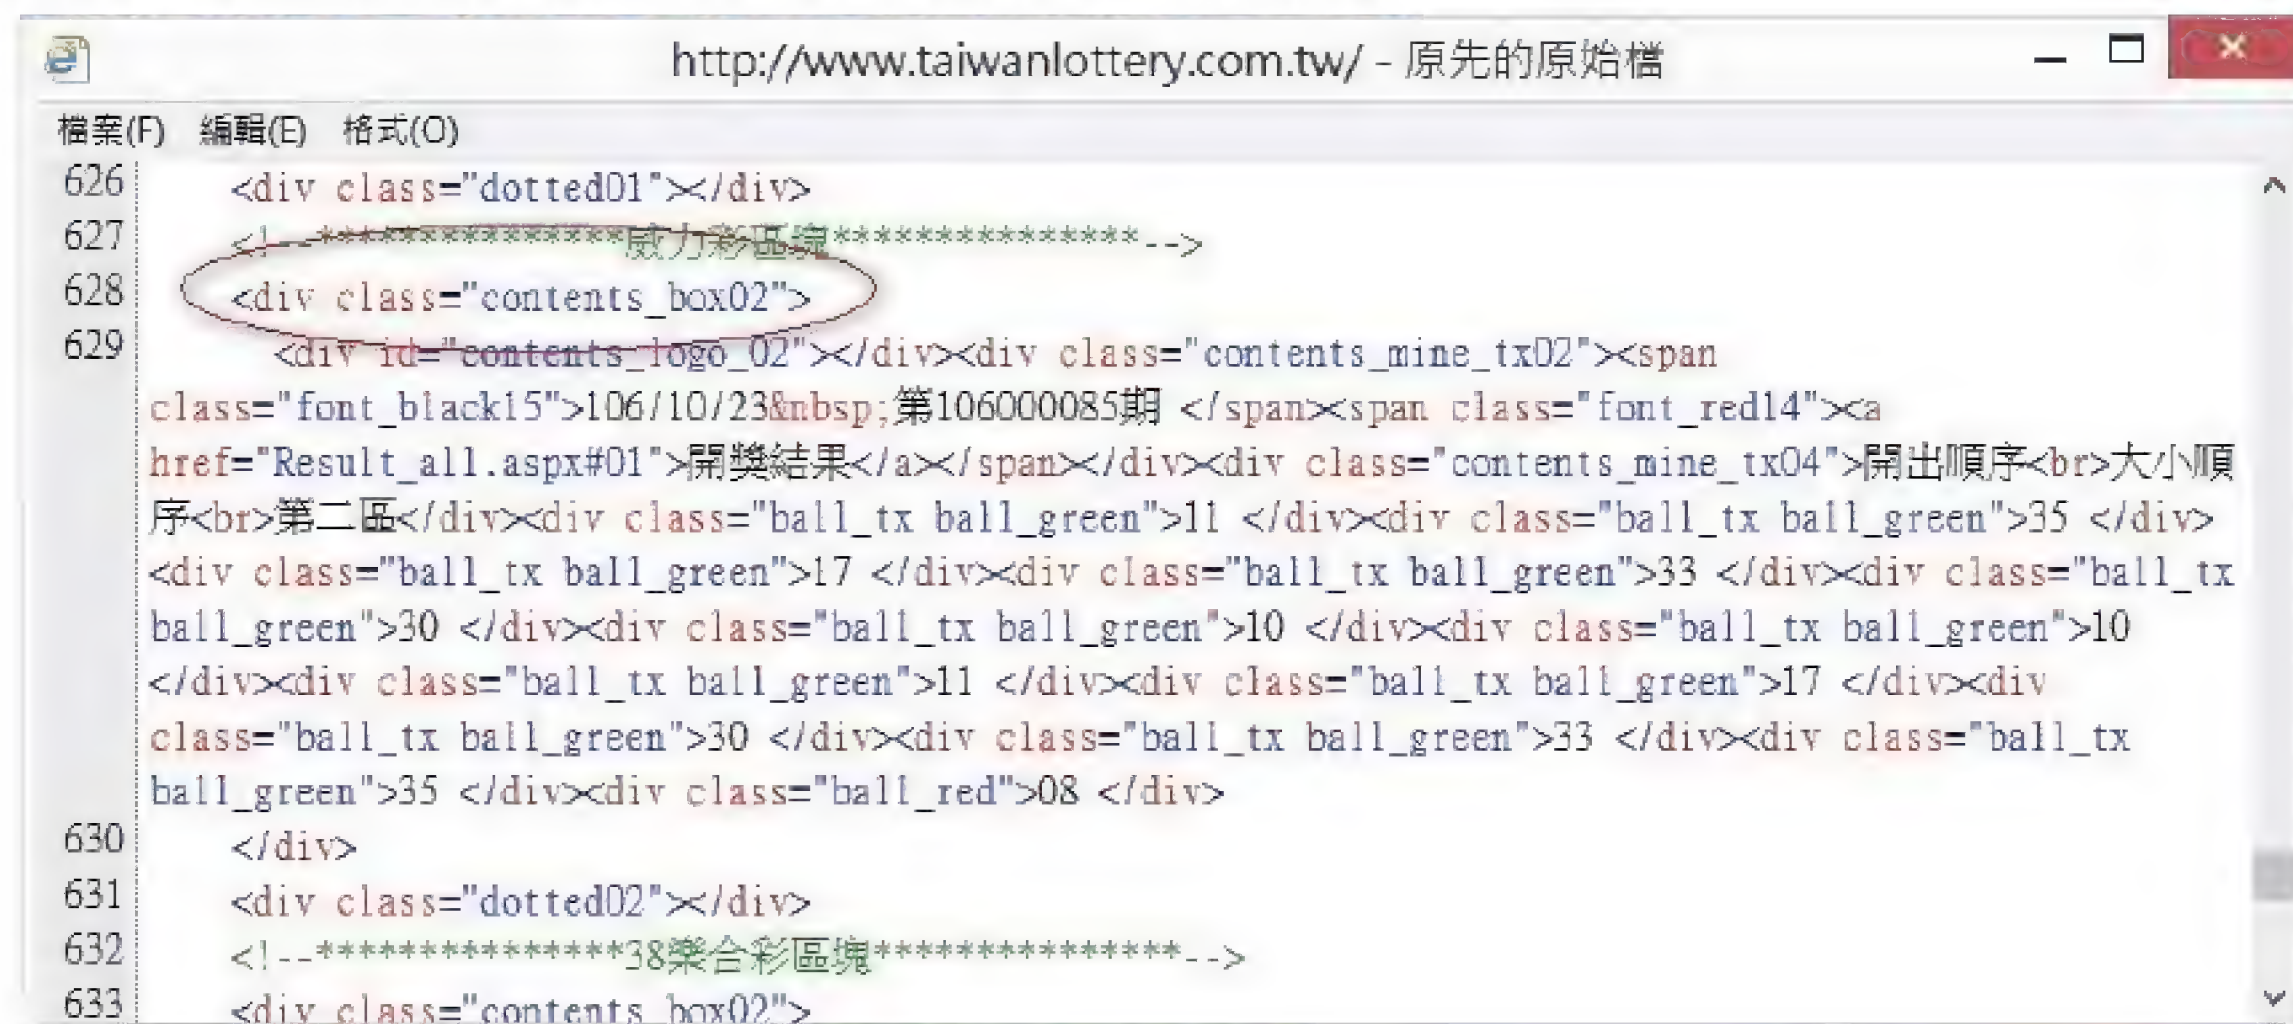 http://www.taiwanlottery.com.tw/ - 原先的原始檔
檔案(F) 編輯(E) 格式(O)
626 <div class="dotted01"></div>
627 <!--***************威力彩區塊***************-->
628 <div class="contents_box02">
629 <div id="contents_logo_02"></div><div class="contents_mine_tx02"><span
class="font_black15">106/10/23&nbsp;第106000085期 </span><span class="font_red14"><a
href="Result_all.aspx#01">開獎結果</a></span></div><div class="contents_mine_tx04">開出順序<br>大小順
序<br>第二區</div><div class="ball_tx ball_green">11 </div><div class="ball_tx ball_green">35 </div>
<div class="ball_tx ball_green">17 </div><div class="ball_tx ball_green">33 </div><div class="ball_tx
ball_green">30 </div><div class="ball_tx ball_green">10 </div><div class="ball_tx ball_green">10
</div><div class="ball_tx ball_green">11 </div><div class="ball_tx ball_green">17 </div><div
class="ball_tx ball_green">30 </div><div class="ball_tx ball_green">33 </div><div class="ball_tx
ball_green">35 </div><div class="ball_red">08 </div>
630 </div>
631 <div class="dotted02"></div>
632 <!--***************38樂合彩區塊***************-->
633 <div class="contents_box02">